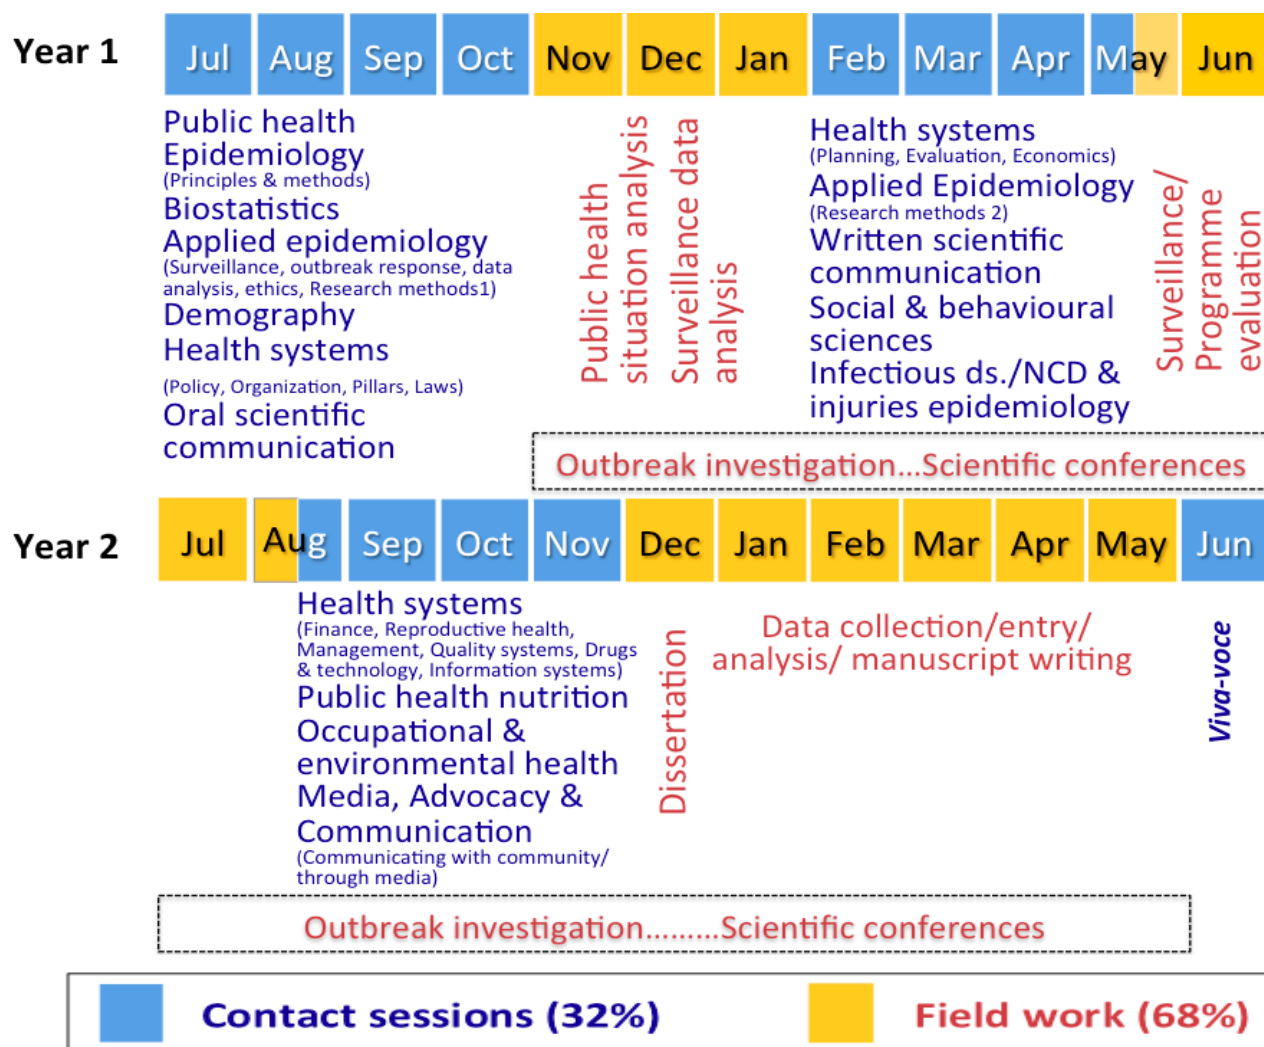 Year 1
Jul Aug Sep Oct Nov Dec Jan Feb Mar Apr May Jun
Public health
Epidemiology
(Principles & methods)
Biostatistics
Applied epidemiology
(Surveillance, outbreak response, data
analysis, ethics, Research methods1)
Demography
Health systems
(Policy, Organization, Pillars, Laws)
Oral scientific
communication
Public health
situation analysis
Surveillance data
analysis
Health systems
(Planning, Evaluation, Economics)
Applied Epidemiology
(Research methods 2)
Written scientific
communication
Social & behavioural
sciences
Infectious ds./NCD &
injuries epidemiology
Surveillance/
Programme
evaluation
Outbreak investigation...Scientific conferences
Year 2
Jul Aug Sep Oct Nov Dec Jan Feb Mar Apr May Jun
Health systems
(Finance, Reproductive health,
Management, Quality systems, Drugs
& technology, Information systems)
Public health nutrition
Occupational &
environmental health
Media, Advocacy &
Communication
(Communicating with community/
through media)
Dissertation
Data collection/entry/
analysis/ manuscript writing
Viva-voce
Outbreak investigation.........Scientific conferences
Contact sessions (32%)
Field work (68%)